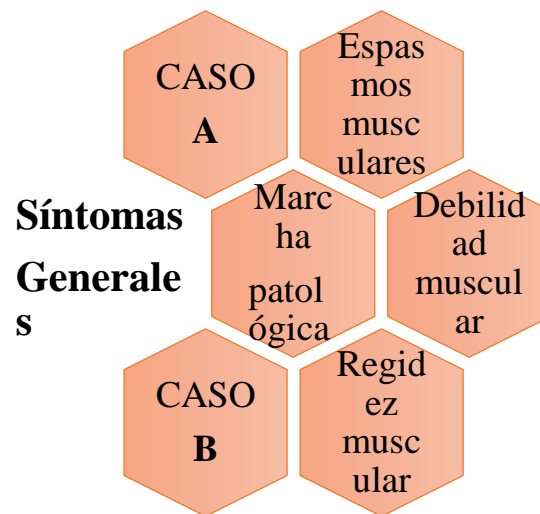 CASO
A
Espas
mos
musc
ulares
Síntomas
Generale
s
Marc
ha
patol
ógica
Debilid
ad
muscul
ar
CASO
B
Regid
ez
musc
ular